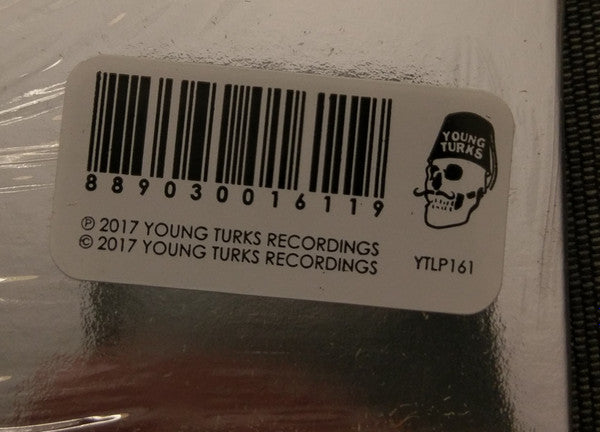 YOUNG
TURKS
889030016119
℗ 2017 YOUNG TURKS RECORDINGS
© 2017 YOUNG TURKS RECORDINGS
YTLP161